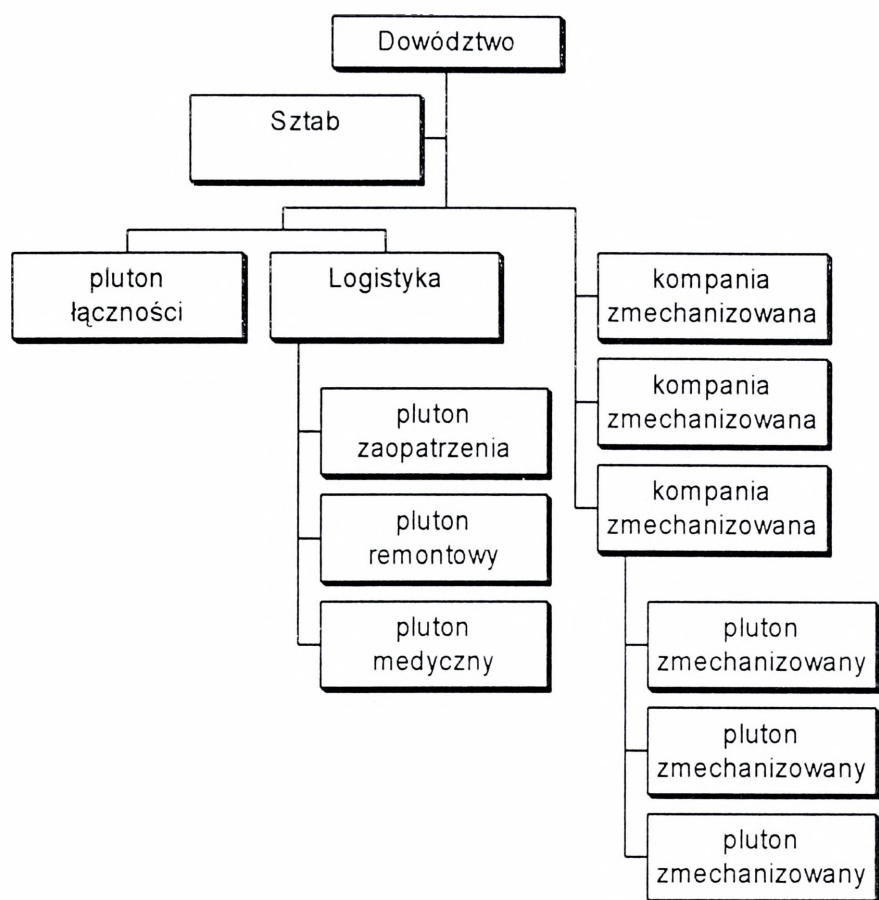 Dowództwo
Sztab
pluton
łączności
Logistyka
pluton
zaopatrzenia
pluton
remontowy
pluton
medyczny
kompania
zmechanizowana
kompania
zmechanizowana
kompania
zmechanizowana
pluton
zmechanizowany
pluton
zmechanizowany
pluton
zmechanizowany